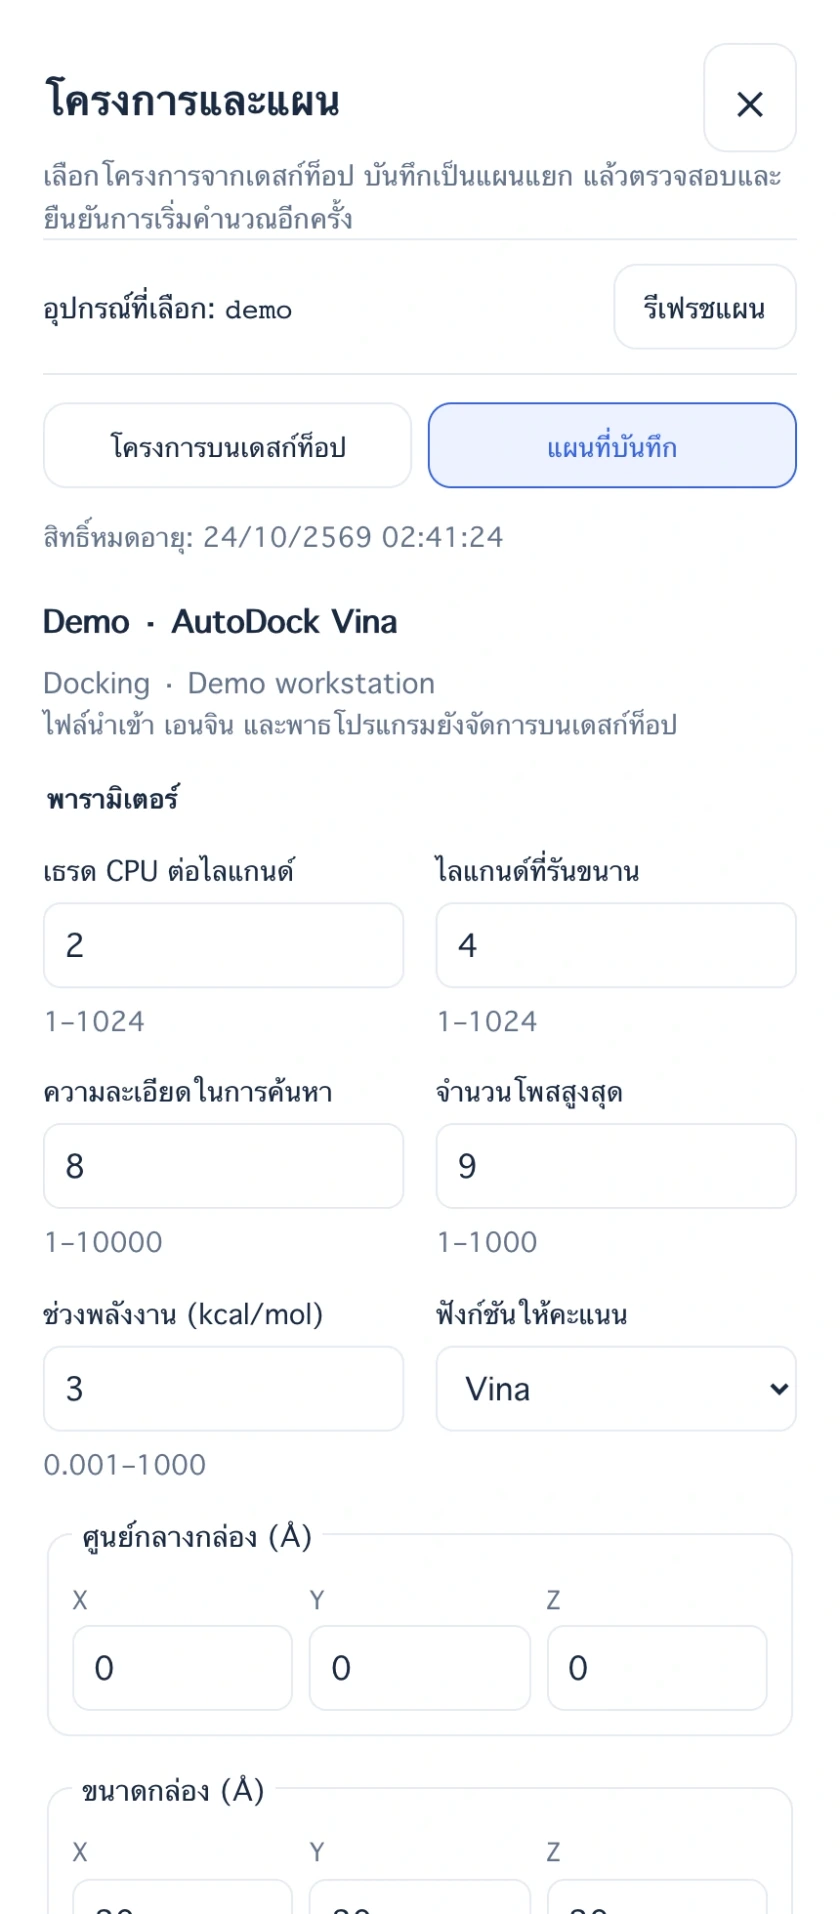 โครงการและแผน
เลือกโครงการจากเดสก์ท็อป บันทึกเป็นแผนแยก แล้วตรวจสอบและ
ยืนยันการเริ่มคำนวณอีกครั้ง
อุปกรณ์ที่เลือก: demo
รีเฟรชแผน
โครงการบนเดสก์ท็อป
แผนที่บันทึก
สิทธิ์หมดอายุ: 24/10/2569 02:41:24
Demo · AutoDock Vina
Docking · Demo workstation
ไฟล์นำเข้า เอนจิน และพาธโปรแกรมยังจัดการบนเดสก์ท็อป
พารามิเตอร์
เธรด CPU ต่อไลแกนด์
ไลแกนด์ที่รันขนาน
2
4
1–1024
1–1024
ความละเอียดในการค้นหา
จำนวนโพสสูงสุด
8
9
1–10000
1–1000
ช่วงพลังงาน (kcal/mol)
ฟังก์ชันให้คะแนน
3
Vina
0.001–1000
ศูนย์กลางกล่อง (Å)
X Y Z
0 0 0
ขนาดกล่อง (Å)
X Y Z